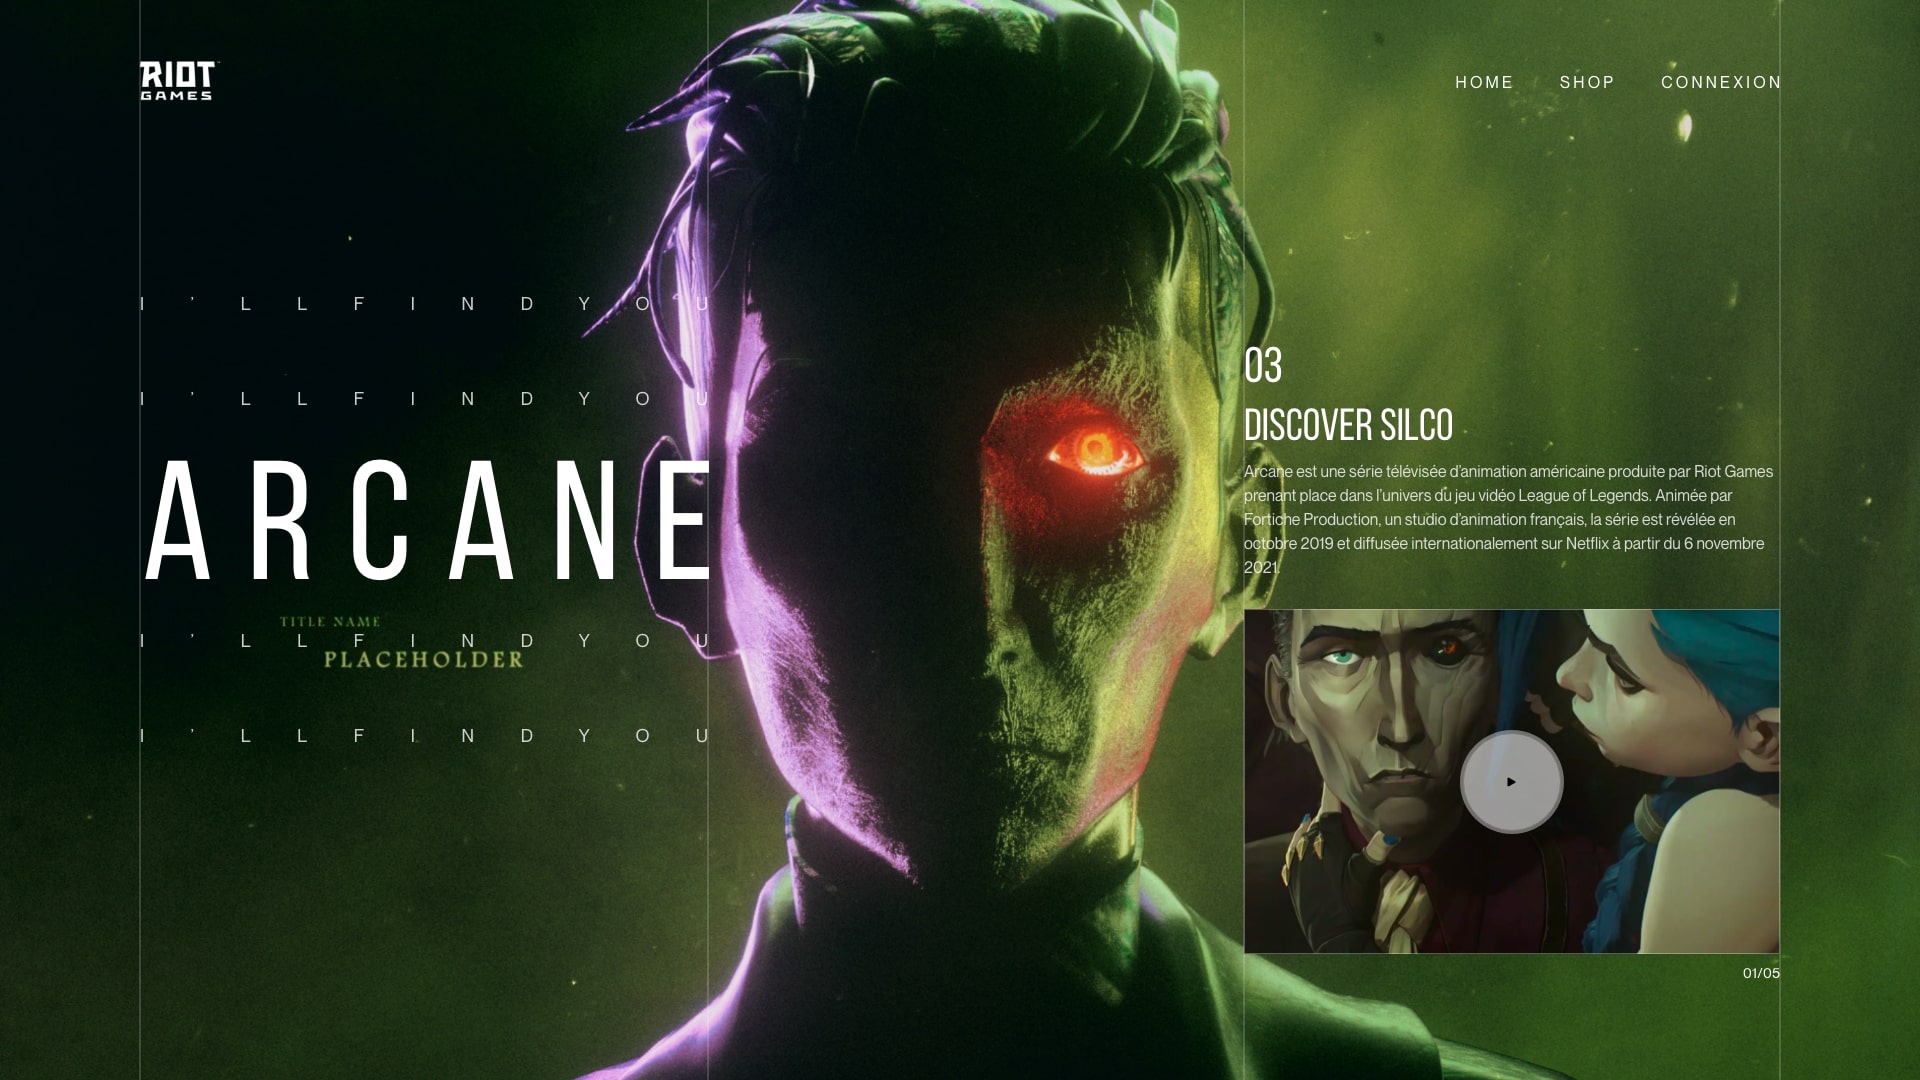 RIOT
GAMES
HOME SHOP CONNEXION
I ’ L L F I N D Y O U
I ’ L L F I N D Y O U
ARCANE
TITLE NAME
I ’ L L F I N D Y O U
PLACEHOLDER
I ’ L L F I N D Y O U
03
DISCOVER SILCO
Arcane est une série télévisée d’animation américaine produite par Riot Games
prenant place dans l’univers du jeu vidéo League of Legends. Animée par
Fortiche Production, un studio d’animation français, la série est révélée en
octobre 2019 et diffusée internationalement sur Netflix à partir du 6 novembre
2021.
01/05